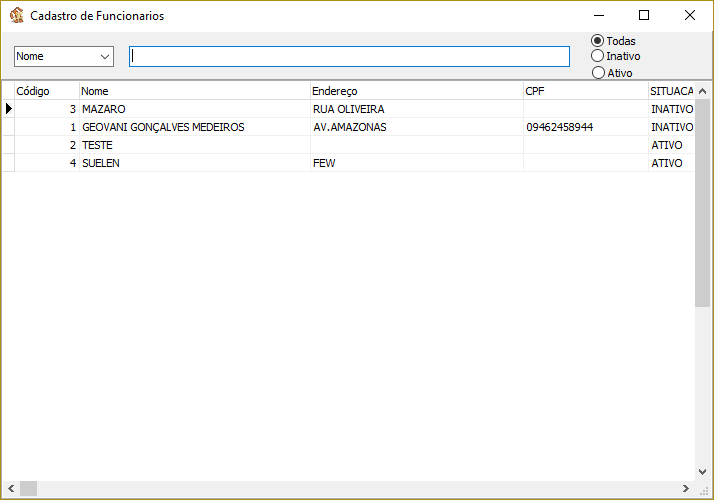 Cadastro de Funcionarios
Nome
Todas
Inativo
Ativo
Código Nome Endereço CPF SITUACA
3 MAZARO RUA OLIVEIRA INATIVO
1 GEOVANI GONÇALVES MEDEIROS AV.AMAZONAS 09462458944 INATIVO
2 TESTE ATIVO
4 SUELEN FEW ATIVO